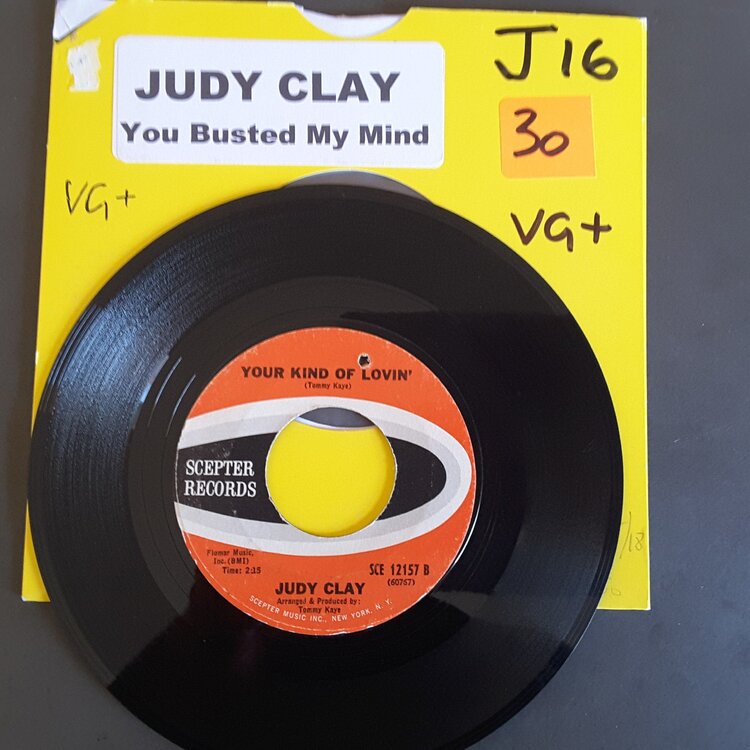 JUDY CLAY
You Busted My Mind
J16
30
VG+
VG+
YOUR KIND OF LOVIN'
(Tommy Kaye)
SCEPTER
RECORDS
Flomar Music,
Inc. (BMI)
Time: 2:15
SCE 12157 B
(60767)
JUDY CLAY
Arranged & Produced by:
Tommy Kaye
SCEPTER MUSIC INC., NEW YORK, N. Y.